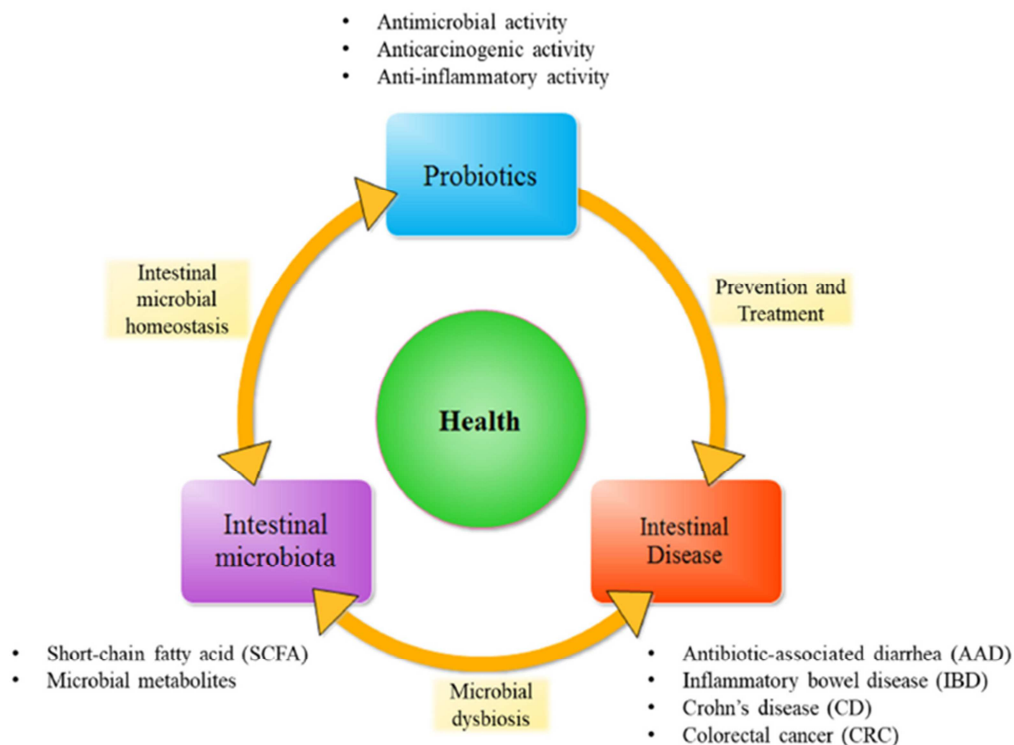 • Antimicrobial activity
• Anticarcinogenic activity
• Anti-inflammatory activity
Probiotics
Intestinal
microbial
homeostasis
Prevention and
Treatment
Health
Intestinal
microbiota
Intestinal
Disease
• Short-chain fatty acid (SCFA)
• Microbial metabolites
Microbial
dysbiosis
• Antibiotic-associated diarrhea (AAD)
• Inflammatory bowel disease (IBD)
• Crohn’s disease (CD)
• Colorectal cancer (CRC)